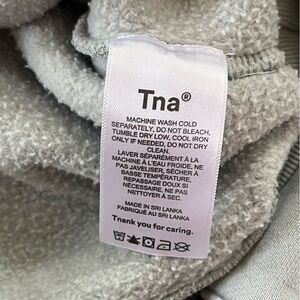 Tna®
MACHINE WASH COLD
SEPARATELY, DO NOT BLEACH,
TUMBLE DRY LOW, COOL IRON
ONLY IF NEEDED, DO NOT DRY
CLEAN.
LAVER SÉPARÉMENT À LA
MACHINE À L'EAU FROIDE, NE
PAS JAVELISER, SÉCHER À
BASSE TEMPÉRATURE,
REPASSAGE DOUX SI
NÉCESSAIRE, NE PAS
NETTOYER À SEC.
MADE IN SRI LANKA
FABRIQUÉ AU SRI LANKA
Thank you for caring.